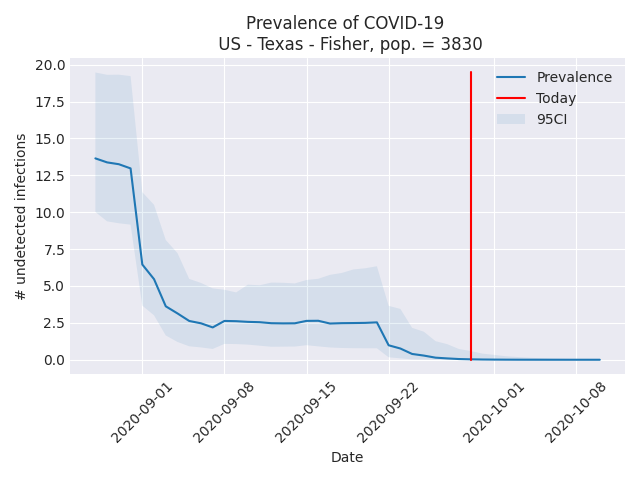 Prevalence of COVID-19
US - Texas - Fisher, pop. = 3830
Prevalence
Today
95CI
# undetected infections
20.0
17.5
15.0
12.5
10.0
7.5
5.0
2.5
0.0
2020-09-01
2020-09-08
2020-09-15
2020-09-22
2020-10-01
2020-10-08
Date